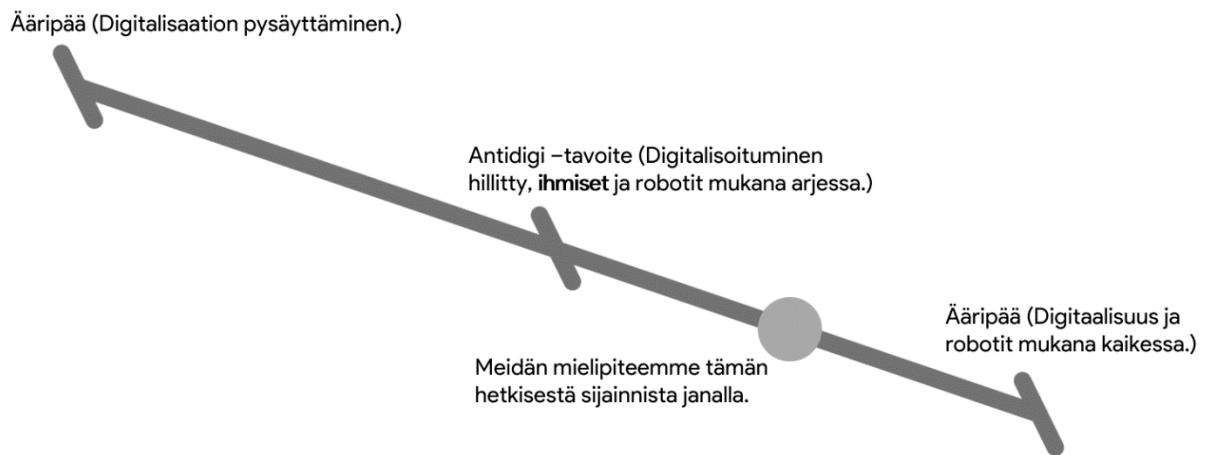 Ääripää (Digitalisaation pysäyttäminen.)
Antidigi –tavoite (Digitalisoituminen
hillitty, ihmiset ja robotit mukana arjessa.)
Ääripää (Digitaalisuus ja
robotit mukana kaikessa.)
Meidän mielipiteemme tämän
hetkisestä sijainnista janalla.